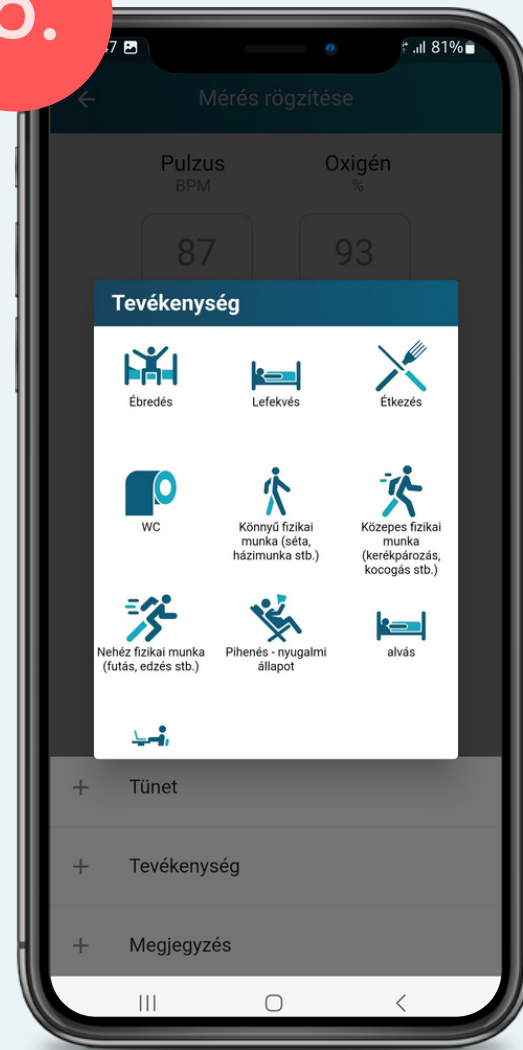 7 81%
Mérés rögzítése
Pulzus Oxigén
BPM %
87 93
Tevékenység
Ébredés Lefekvés Étkezés
WC Könnyű fizikai Közepes fizikai
munka (séta, munka
házimunka stb.) (kerékpározás,
kocogás stb.)
Nehéz fizikai munka Pihenés - nyugalmi alvás
(futás, edzés stb.) állapot
Tünet
Tevékenység
Megjegyzés